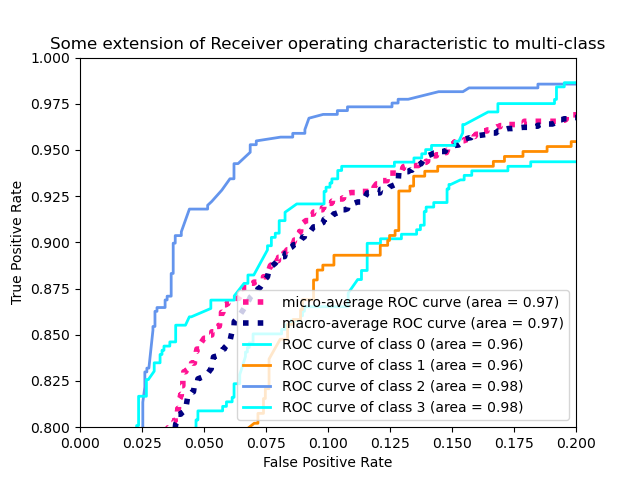 Some extension of Receiver operating characteristic to multi-class
1.000
0.975
0.950
0.925
0.900
0.875
0.850
0.825
0.800
True Positive Rate
micro-average ROC curve (area = 0.97)
macro-average ROC curve (area = 0.97)
ROC curve of class 0 (area = 0.96)
ROC curve of class 1 (area = 0.96)
ROC curve of class 2 (area = 0.98)
ROC curve of class 3 (area = 0.98)
0.000 0.025 0.050 0.075 0.100 0.125 0.150 0.175 0.200
False Positive Rate